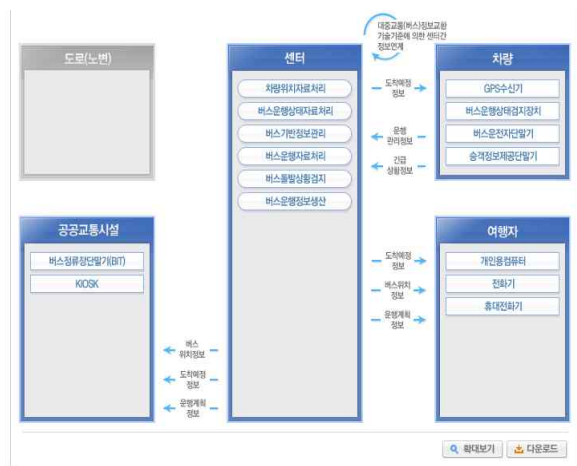 대중교통(버스)정보교환
기술기준에 의한 센터간
정보연계
도로(노변)
센터
차량위치자료처리
버스운행상태자료처리
버스기반정보관리
버스운행자료처리
버스돌발상황검지
버스운행정보생산
도착예정
정보
운행
관리정보
긴급
상황정보
차량
GPS수신기
버스운행상태검지장치
버스운전자단말기
승객정보제공단말기
공공교통시설
버스정류장단말기(BIT)
KIOSK
버스
위치정보
도착예정
정보
운행계획
정보
도착예정
정보
버스위치
정보
운행계획
정보
여행자
개인용컴퓨터
전화기
휴대전화기
확대보기
다운로드